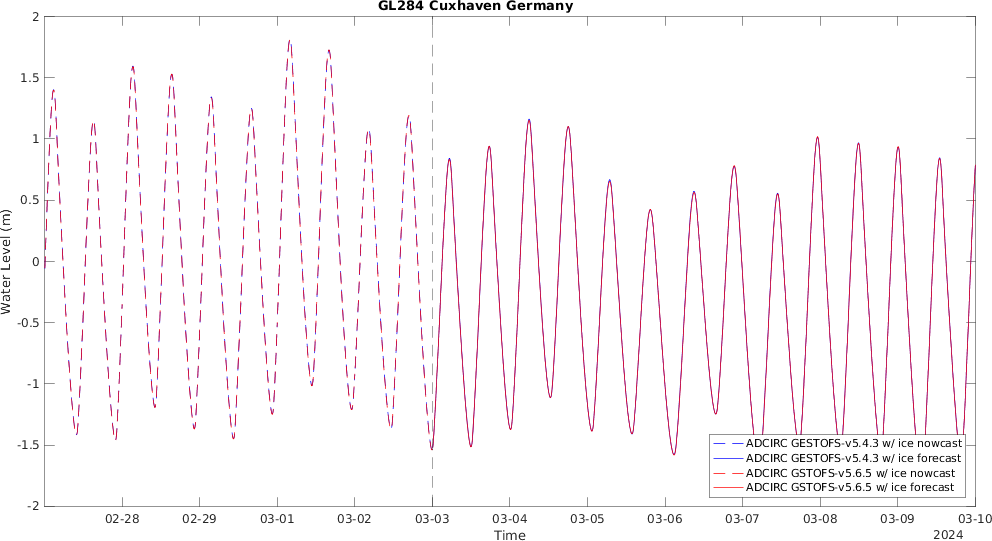 GL284 Cuxhaven Germany
2
1.5
1
0.5
0
-0.5
-1
-1.5
-2
Water Level (m)
ADCIRC GESTOFS-v5.4.3 w/ ice nowcast
ADCIRC GESTOFS-v5.4.3 w/ ice forecast
ADCIRC GSTOFS-v5.6.5 w/ ice nowcast
ADCIRC GSTOFS-v5.6.5 w/ ice forecast
02-28 02-29 03-01 03-02 03-03 03-04 03-05 03-06 03-07 03-08 03-09 03-10
Time
2024